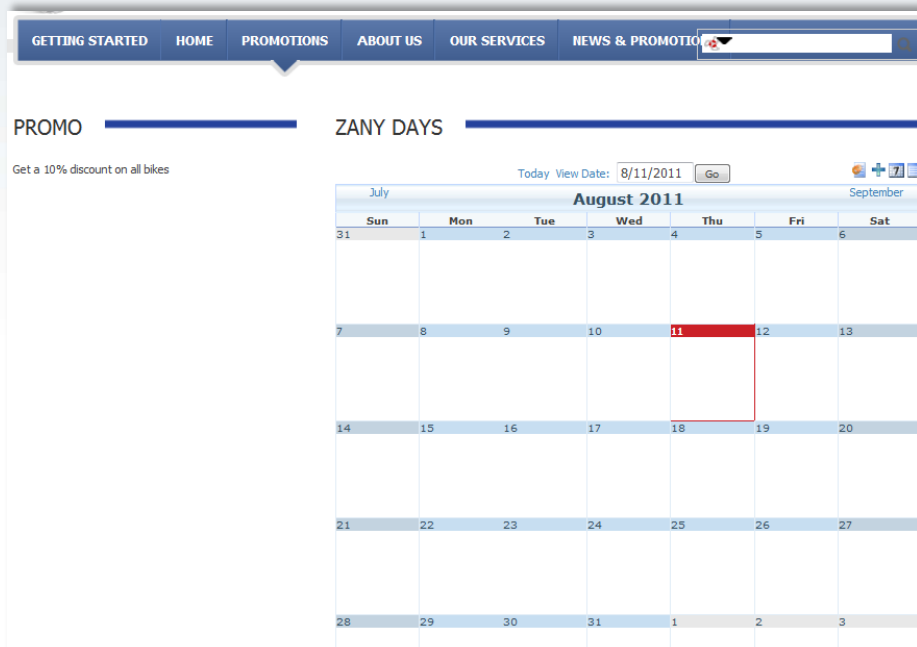 GETTING STARTED HOME PROMOTIONS ABOUT US OUR SERVICES NEWS & PROMOTIO
PROMO
Get a 10% discount on all bikes
ZANY DAYS
Today View Date: 8/11/2011 Go 7
July August 2011 September
Sun Mon Tue Wed Thu Fri Sat
31 1 2 3 4 5 6
7 8 9 10 11 12 13
14 15 16 17 18 19 20
21 22 23 24 25 26 27
28 29 30 31 1 2 3